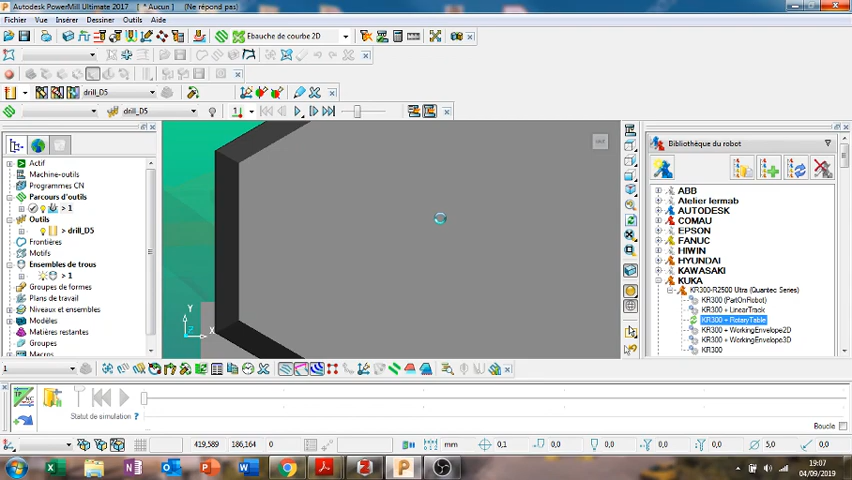 Autodesk PowerMill Ultimate 2017 [ * Aucun ] (Ne répond pas)
Fichier Vue Insérer Dessiner Outils Aide
Ebauche de courbe 2D
drill_D5
drill_D5 1
Bibliothèque du robot
Actif
Machine-outils
Programmes CN
Parcours d'outils
> 1
Outils
> drill_D5
Frontières
Motifs
Ensembles de trous
> 1
Groupes de formes
Plans de travail
Niveaux et ensembles
Modèles
Matières restantes
Groupes
Macros
Y
Z X
ABB
Atelier lermab
AUTODESK
COMAU
EPSON
FANUC
HIWIN
HYUNDAI
KAWASAKI
KUKA
KR300-R2500 Ultra (Quantec Series)
KR300 (PartOnRobot)
KR300 + LinearTrack
KR300 + RotaryTable
KR300 + WorkingEnvelope2D
KR300 + WorkingEnvelope3D
KR300
1
Statut de simulation
Boucle
419,589 186,164 0 mm 0,1 0,0 0,0 0,0 0,0 5,0 0,0
19:07
04/09/2019